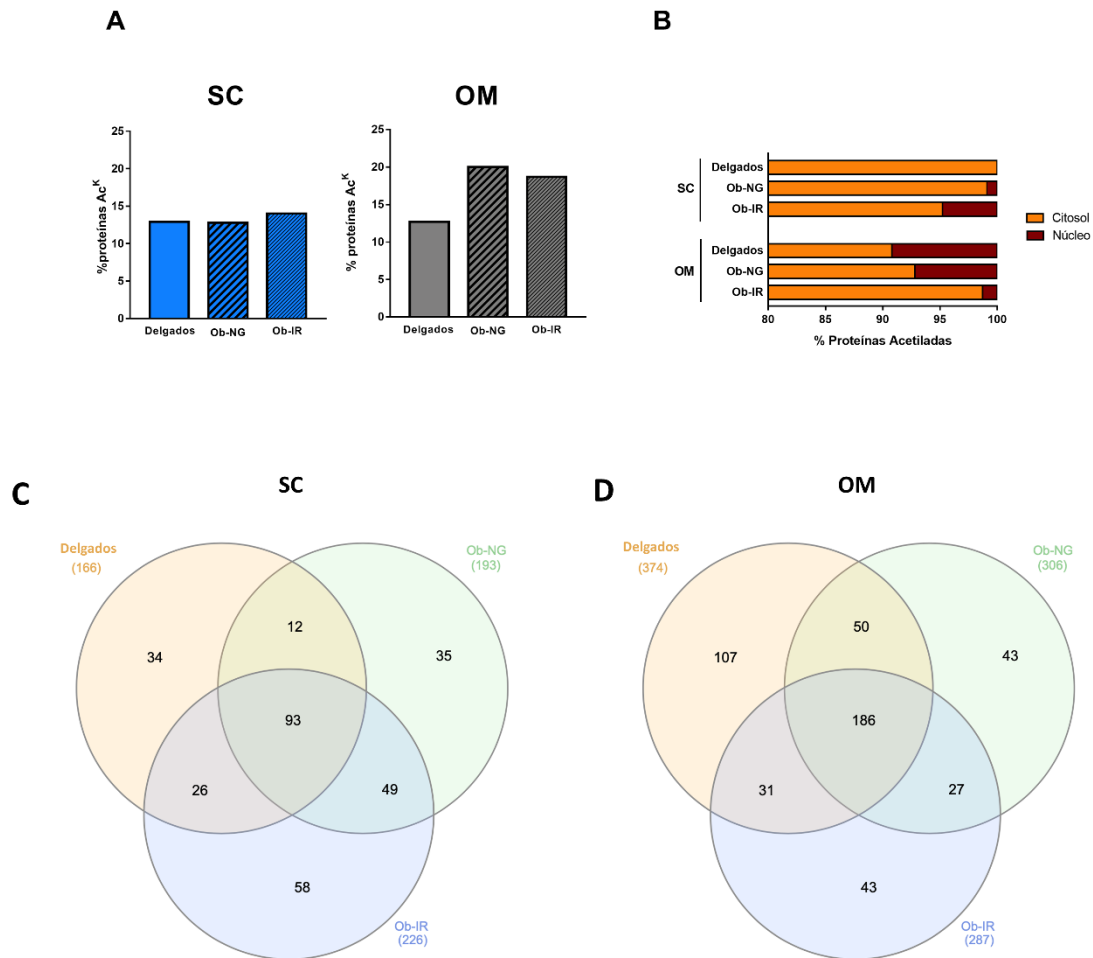 A
B
SC
OM
%proteínas Ac^K
25
20
15
10
5
0
Delgados
Ob-NG
Ob-IR
% proteínas Ac^K
25
20
15
10
5
0
Delgados
Ob-NG
Ob-IR
SC
Delgados
Ob-NG
Ob-IR
OM
Delgados
Ob-NG
Ob-IR
80
85
90
95
100
% Proteínas Acetiladas
Citosol
Núcleo
C
SC
Delgados
(166)
Ob-NG
(193)
12
34
35
93
26
49
58
Ob-IR
(226)
D
OM
Delgados
(374)
Ob-NG
(306)
50
107
43
186
31
27
43
Ob-IR
(287)